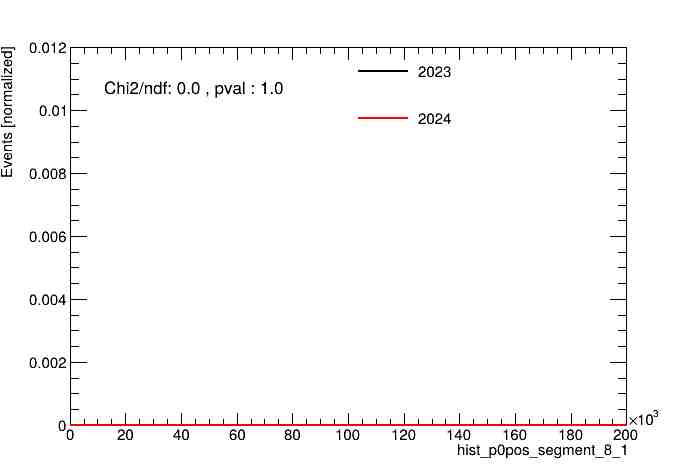 Events [normalized]
0.012
0.01
0.008
0.006
0.004
0.002
0
Chi2/ndf: 0.0 , pval : 1.0
2023
2024
0 20 40 60 80 100 120 140 160 180 200
×10³
hist_p0pos_segment_8_1